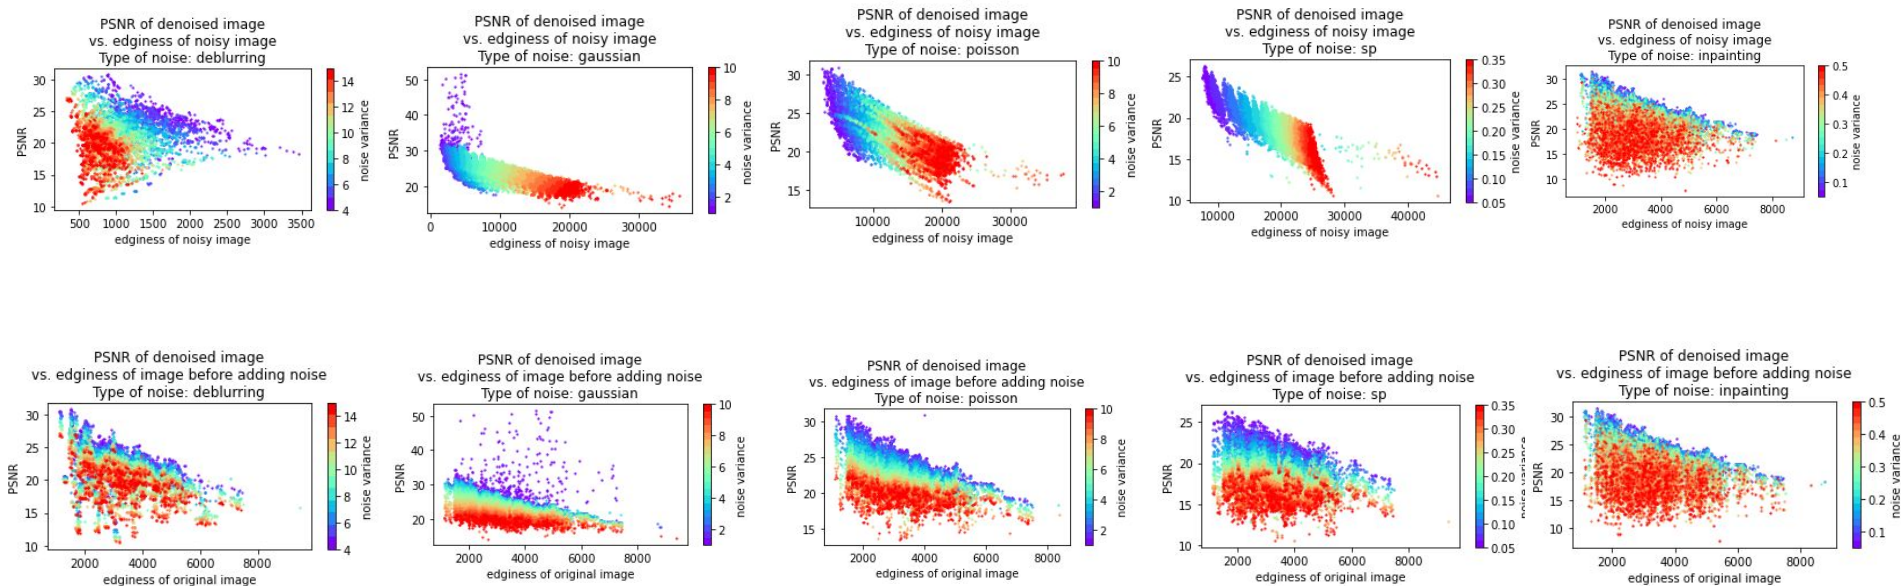 PSNR of denoised image
vs. edginess of noisy image
Type of noise: deblurring
30
25
20
15
10
PSNR
500 1000 1500 2000 2500 3000 3500
edginess of noisy image
14
12
10
8
6
4
noise variance
PSNR of denoised image
vs. edginess of noisy image
Type of noise: gaussian
50
40
30
20
PSNR
0 10000 20000 30000
edginess of noisy image
10
8
6
4
2
noise variance
PSNR of denoised image
vs. edginess of noisy image
Type of noise: poisson
30
25
20
15
PSNR
10000 20000 30000
edginess of noisy image
10
8
6
4
2
noise variance
PSNR of denoised image
vs. edginess of noisy image
Type of noise: sp
25
20
15
10
PSNR
10000 20000 30000 40000
edginess of noisy image
0.35
0.30
0.25
0.20
0.15
0.10
0.05
noise variance
PSNR of denoised image
vs. edginess of noisy image
Type of noise: inpainting
30
25
20
15
10
PSNR
2000 4000 6000 8000
edginess of noisy image
0.5
0.4
0.3
0.2
0.1
noise variance
PSNR of denoised image
vs. edginess of image before adding noise
Type of noise: deblurring
30
25
20
15
10
PSNR
2000 4000 6000 8000
edginess of original image
14
12
10
8
6
4
noise variance
PSNR of denoised image
vs. edginess of image before adding noise
Type of noise: gaussian
50
40
30
20
PSNR
2000 4000 6000 8000
edginess of original image
10
8
6
4
2
noise variance
PSNR of denoised image
vs. edginess of image before adding noise
Type of noise: poisson
30
25
20
15
PSNR
2000 4000 6000 8000
edginess of original image
10
8
6
4
2
noise variance
PSNR of denoised image
vs. edginess of image before adding noise
Type of noise: sp
25
20
15
10
PSNR
2000 4000 6000 8000
edginess of original image
0.35
0.30
0.25
0.20
0.15
0.10
0.05
noise variance
PSNR of denoised image
vs. edginess of image before adding noise
Type of noise: inpainting
30
25
20
15
10
PSNR
2000 4000 6000 8000
edginess of original image
0.5
0.4
0.3
0.2
0.1
noise variance